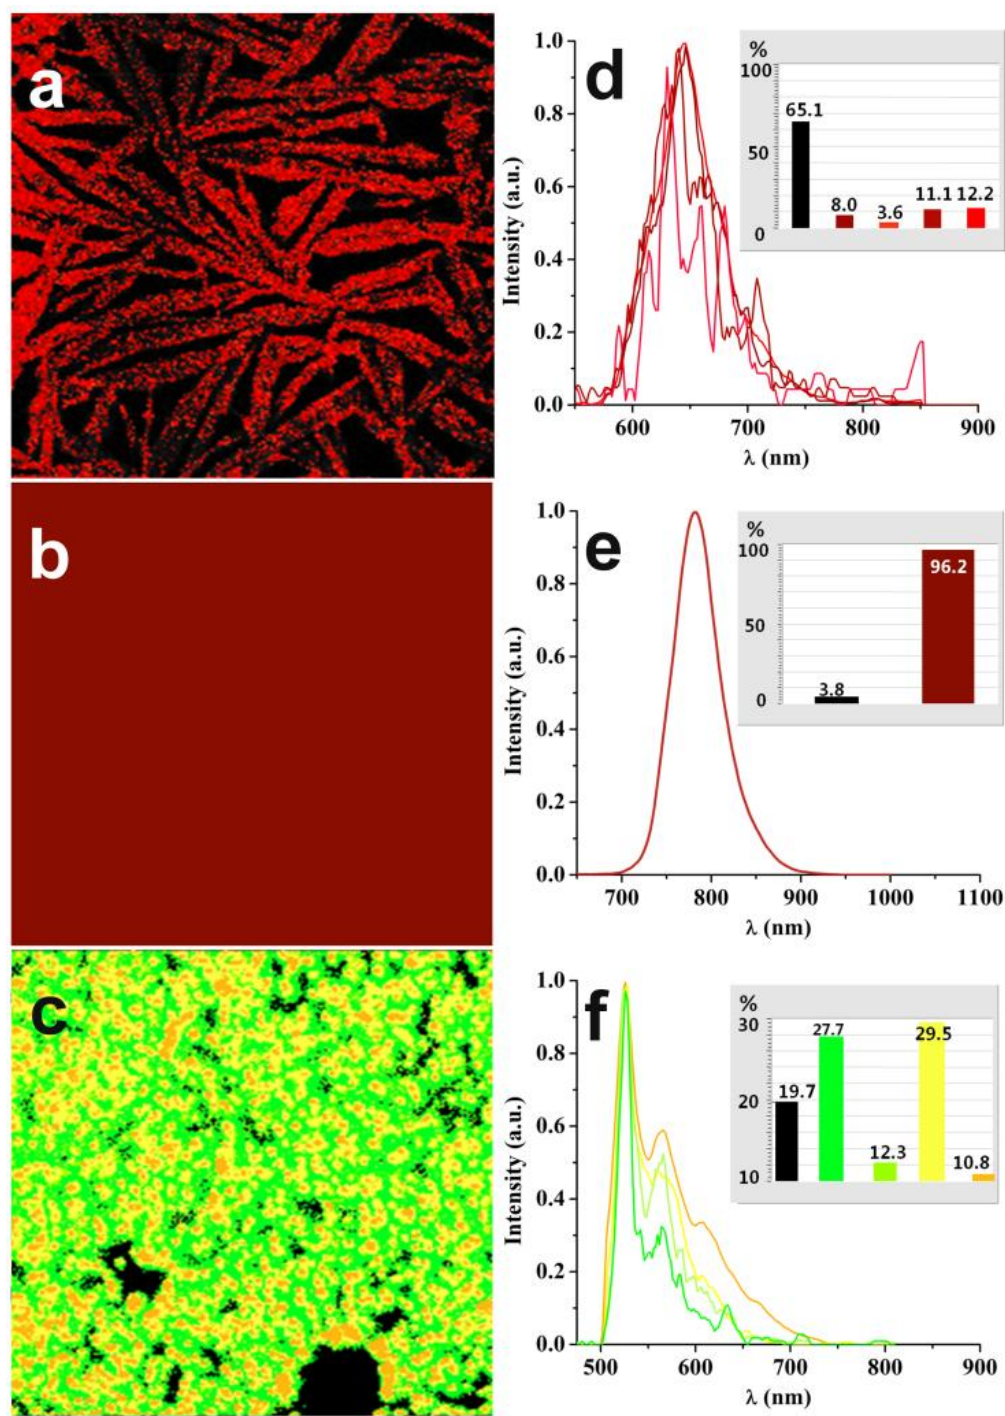 a
d
Intensity (a.u.)
1.0
0.8
0.6
0.4
0.2
0.0
600 700 800 900
λ (nm)
%
100
50
0
65.1 8.0 3.6 11.1 12.2
b
e
Intensity (a.u.)
1.0
0.8
0.6
0.4
0.2
0.0
700 800 900 1000 1100
λ (nm)
%
100
50
0
3.8 96.2
c
f
Intensity (a.u.)
1.0
0.8
0.6
0.4
0.2
0.0
500 600 700 800 900
λ (nm)
%
30
20
10
19.7 27.7 12.3 29.5 10.8